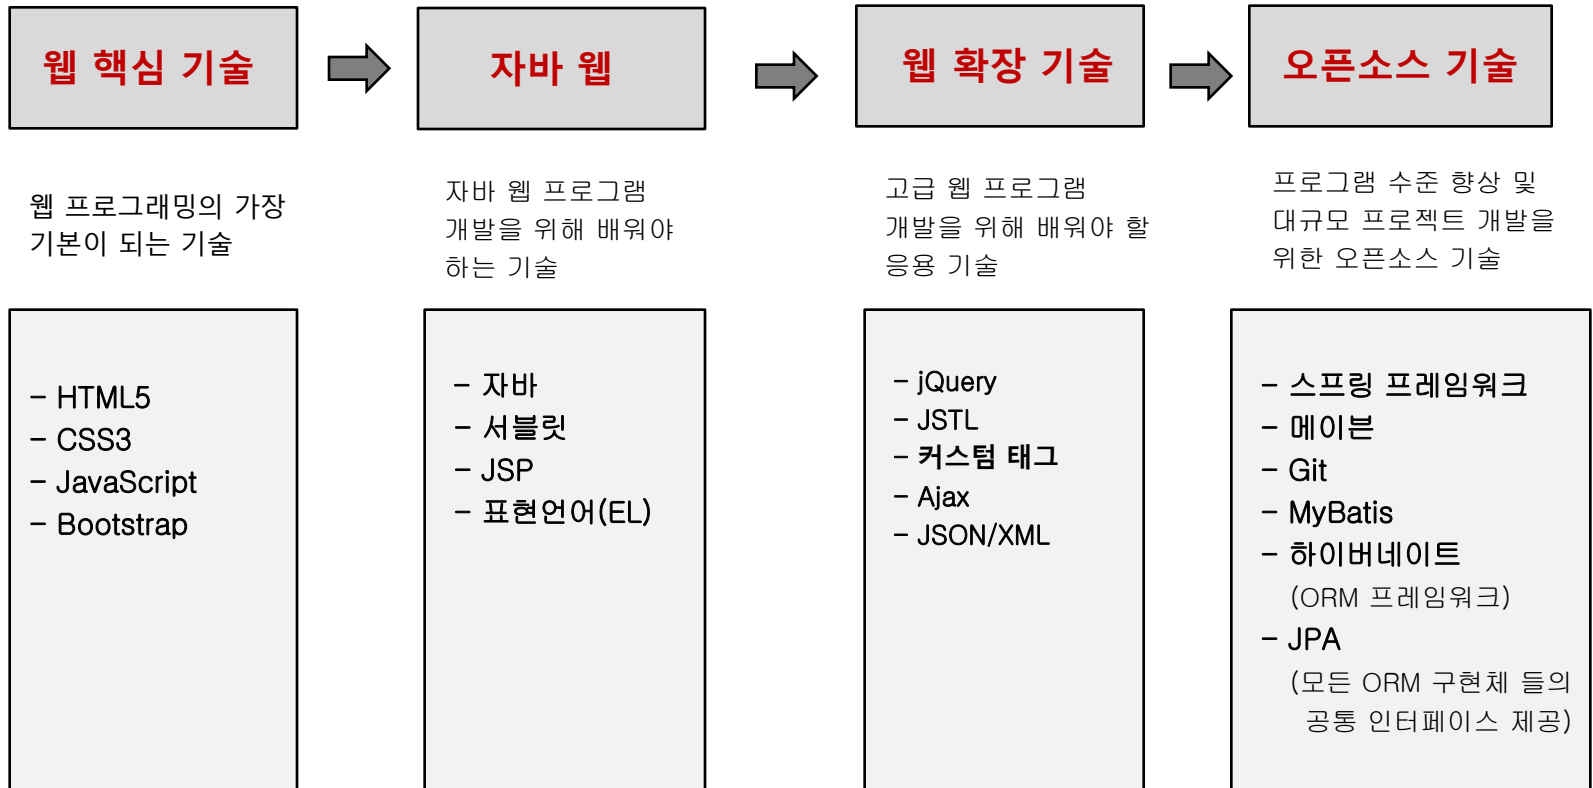 웹 핵심 기술
자바 웹
웹 확장 기술
오픈소스 기술
웹 프로그래밍의 가장
기본이 되는 기술
자바 웹 프로그램
개발을 위해 배워야
하는 기술
고급 웹 프로그램
개발을 위해 배워야 할
응용 기술
프로그램 수준 향상 및
대규모 프로젝트 개발을
위한 오픈소스 기술
- HTML5
- CSS3
- JavaScript
- Bootstrap
- 자바
- 서블릿
- JSP
- 표현언어(EL)
- jQuery
- JSTL
- 커스텀 태그
- Ajax
- JSON/XML
- 스프링 프레임워크
- 메이븐
- Git
- MyBatis
- 하이버네이트
(ORM 프레임워크)
- JPA
(모든 ORM 구현체 들의
공통 인터페이스 제공)